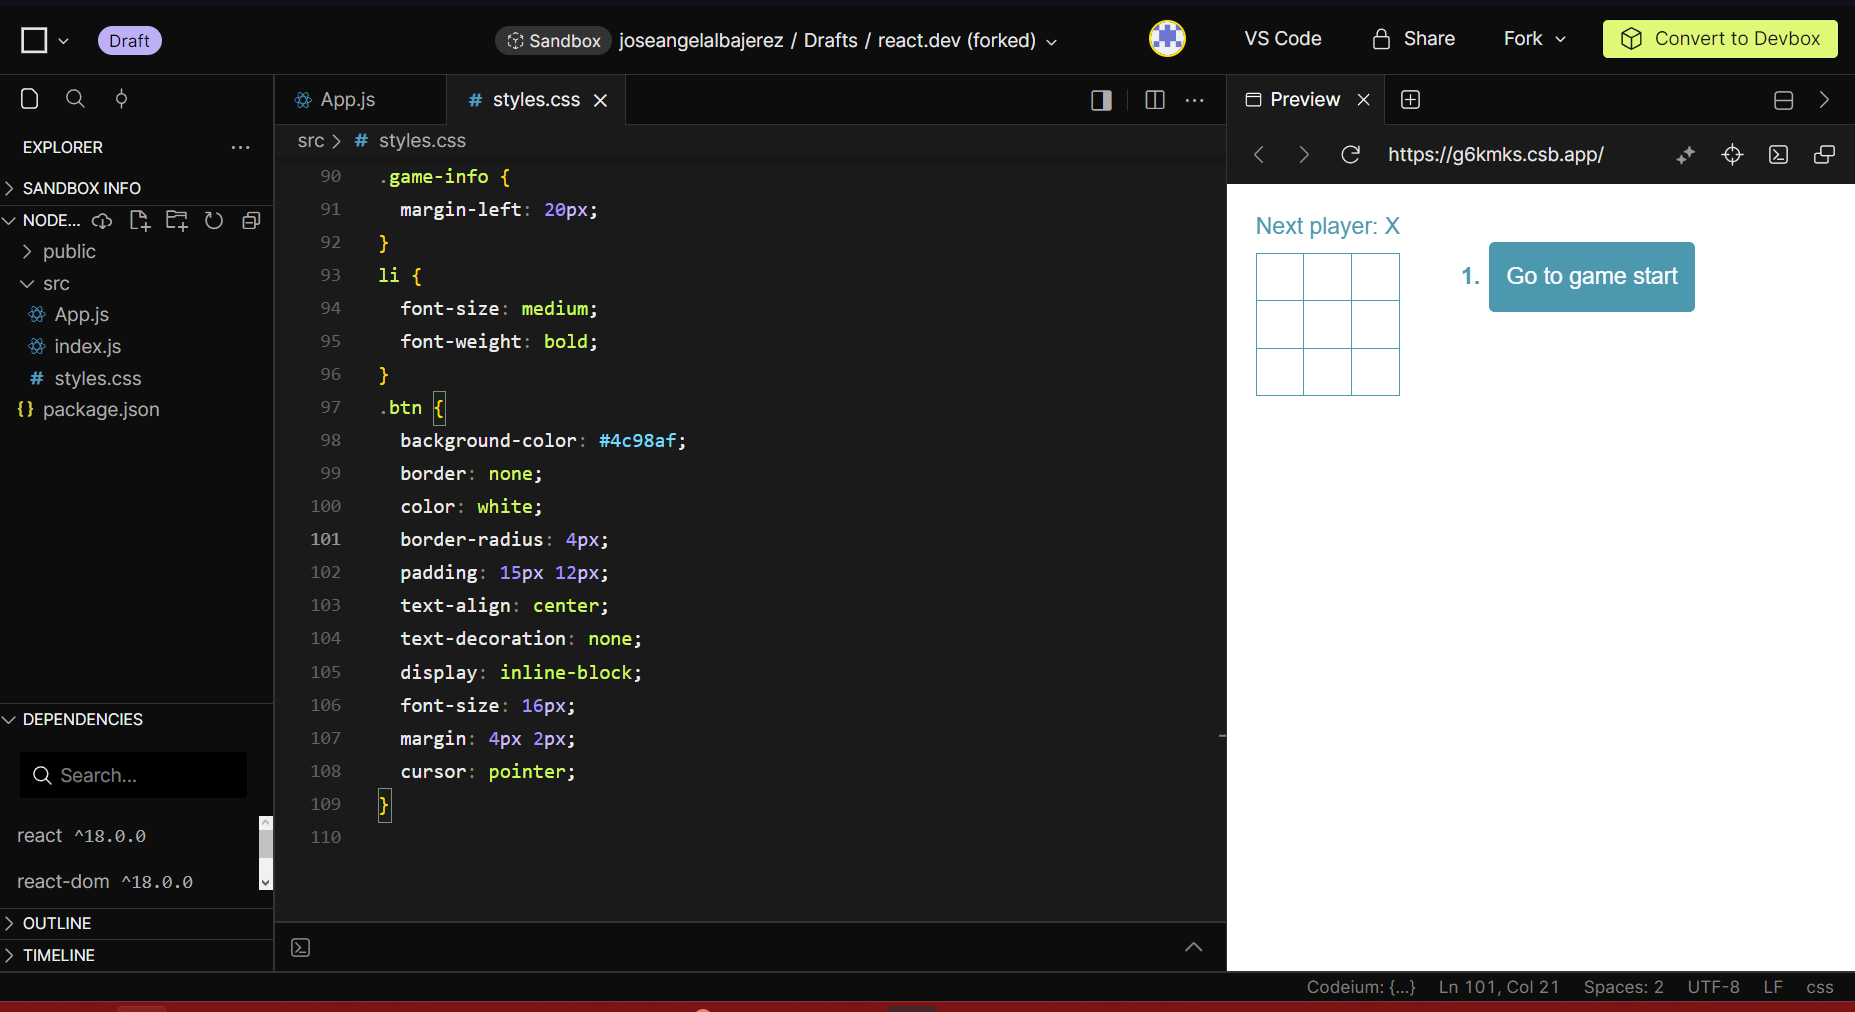 Draft
Sandbox joseangelalbajerez / Drafts / react.dev (forked)
VS Code
Share
Fork
Convert to Devbox
EXPLORER
SANDBOX INFO
NODE...
public
src
App.js
index.js
# styles.css
{} package.json
DEPENDENCIES
Search...
react ^18.0.0
react-dom ^18.0.0
OUTLINE
TIMELINE
App.js
# styles.css
src > # styles.css
90 .game-info {
91 margin-left: 20px;
92 }
93 li {
94 font-size: medium;
95 font-weight: bold;
96 }
97 .btn {
98 background-color: #4c98af;
99 border: none;
100 color: white;
101 border-radius: 4px;
102 padding: 15px 12px;
103 text-align: center;
104 text-decoration: none;
105 display: inline-block;
106 font-size: 16px;
107 margin: 4px 2px;
108 cursor: pointer;
109 }
110
Preview
https://g6kmks.csb.app/
Next player: X
1. Go to game start
Codeium: {...} Ln 101, Col 21 Spaces: 2 UTF-8 LF css